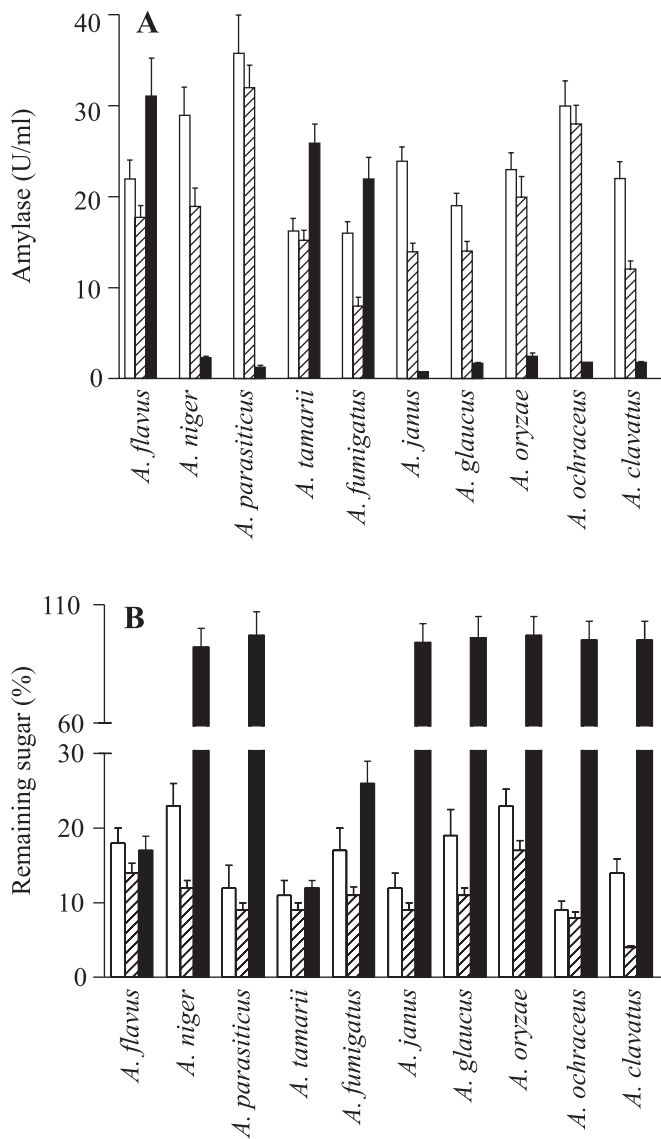 A
Amylase (U/ml)
40
30
20
10
0
A. flavus
A. niger
A. parasiticus
A. tamarii
A. fumigatus
A. janus
A. glaucus
A. oryzae
A. ochraceus
A. clavatus
B
Remaining sugar (%)
110
60
30
20
10
0
A. flavus
A. niger
A. parasiticus
A. tamarii
A. fumigatus
A. janus
A. glaucus
A. oryzae
A. ochraceus
A. clavatus